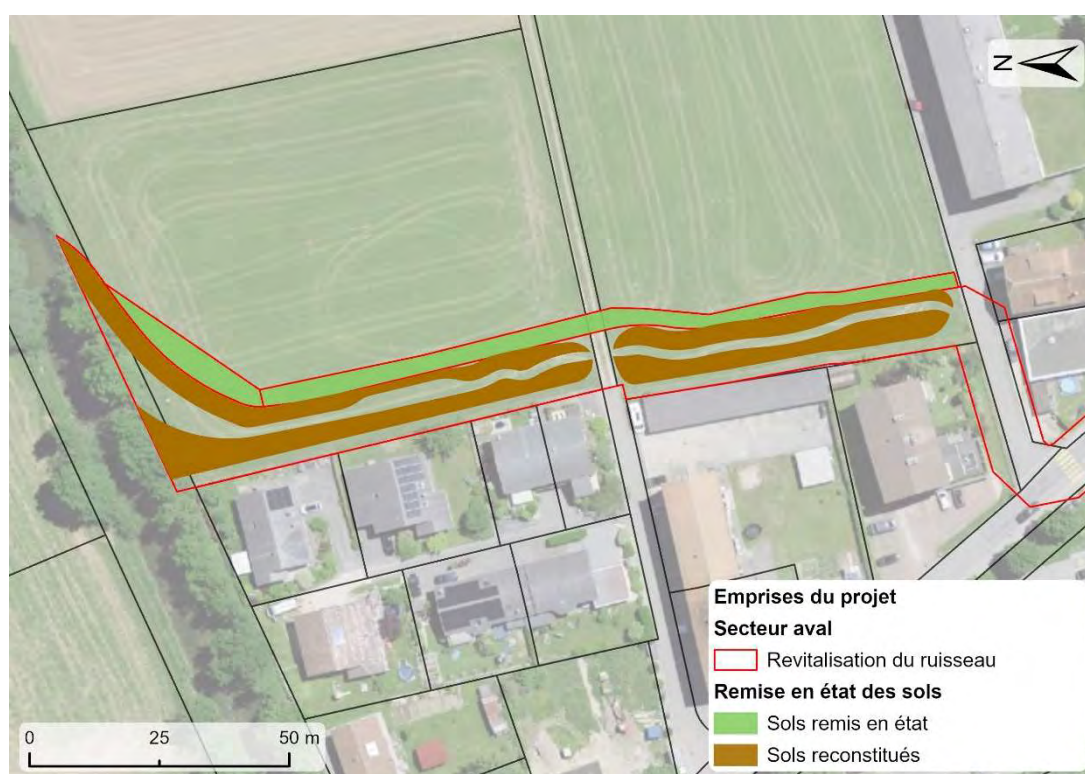 N
Emprises du projet
Secteur aval
Revitalisation du ruisseau
Remise en état des sols
Sols remis en état
Sols reconstitués
0 25 50 m